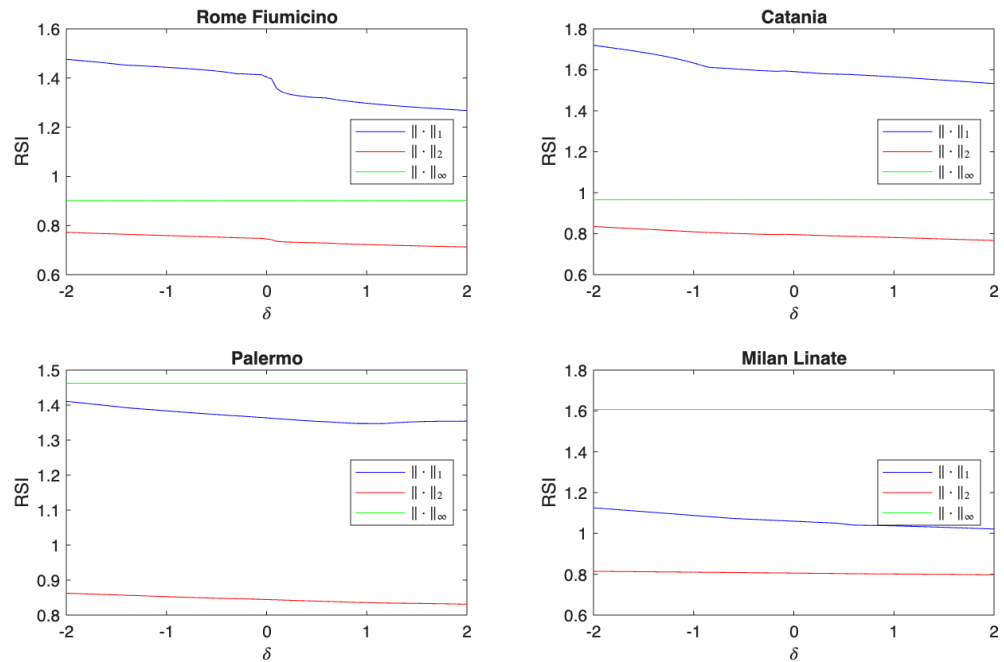 Rome Fiumicino
1.6
1.4
1.2
1
0.8
0.6
RSI
-2
-1
0
1
2
δ
‖ · ‖₁
‖ · ‖₂
‖ · ‖∞
Catania
1.8
1.6
1.4
1.2
1
0.8
0.6
RSI
-2
-1
0
1
2
δ
‖ · ‖₁
‖ · ‖₂
‖ · ‖∞
Palermo
1.5
1.4
1.3
1.2
1.1
1
0.9
0.8
RSI
-2
-1
0
1
2
δ
‖ · ‖₁
‖ · ‖₂
‖ · ‖∞
Milan Linate
1.8
1.6
1.4
1.2
1
0.8
0.6
RSI
-2
-1
0
1
2
δ
‖ · ‖₁
‖ · ‖₂
‖ · ‖∞